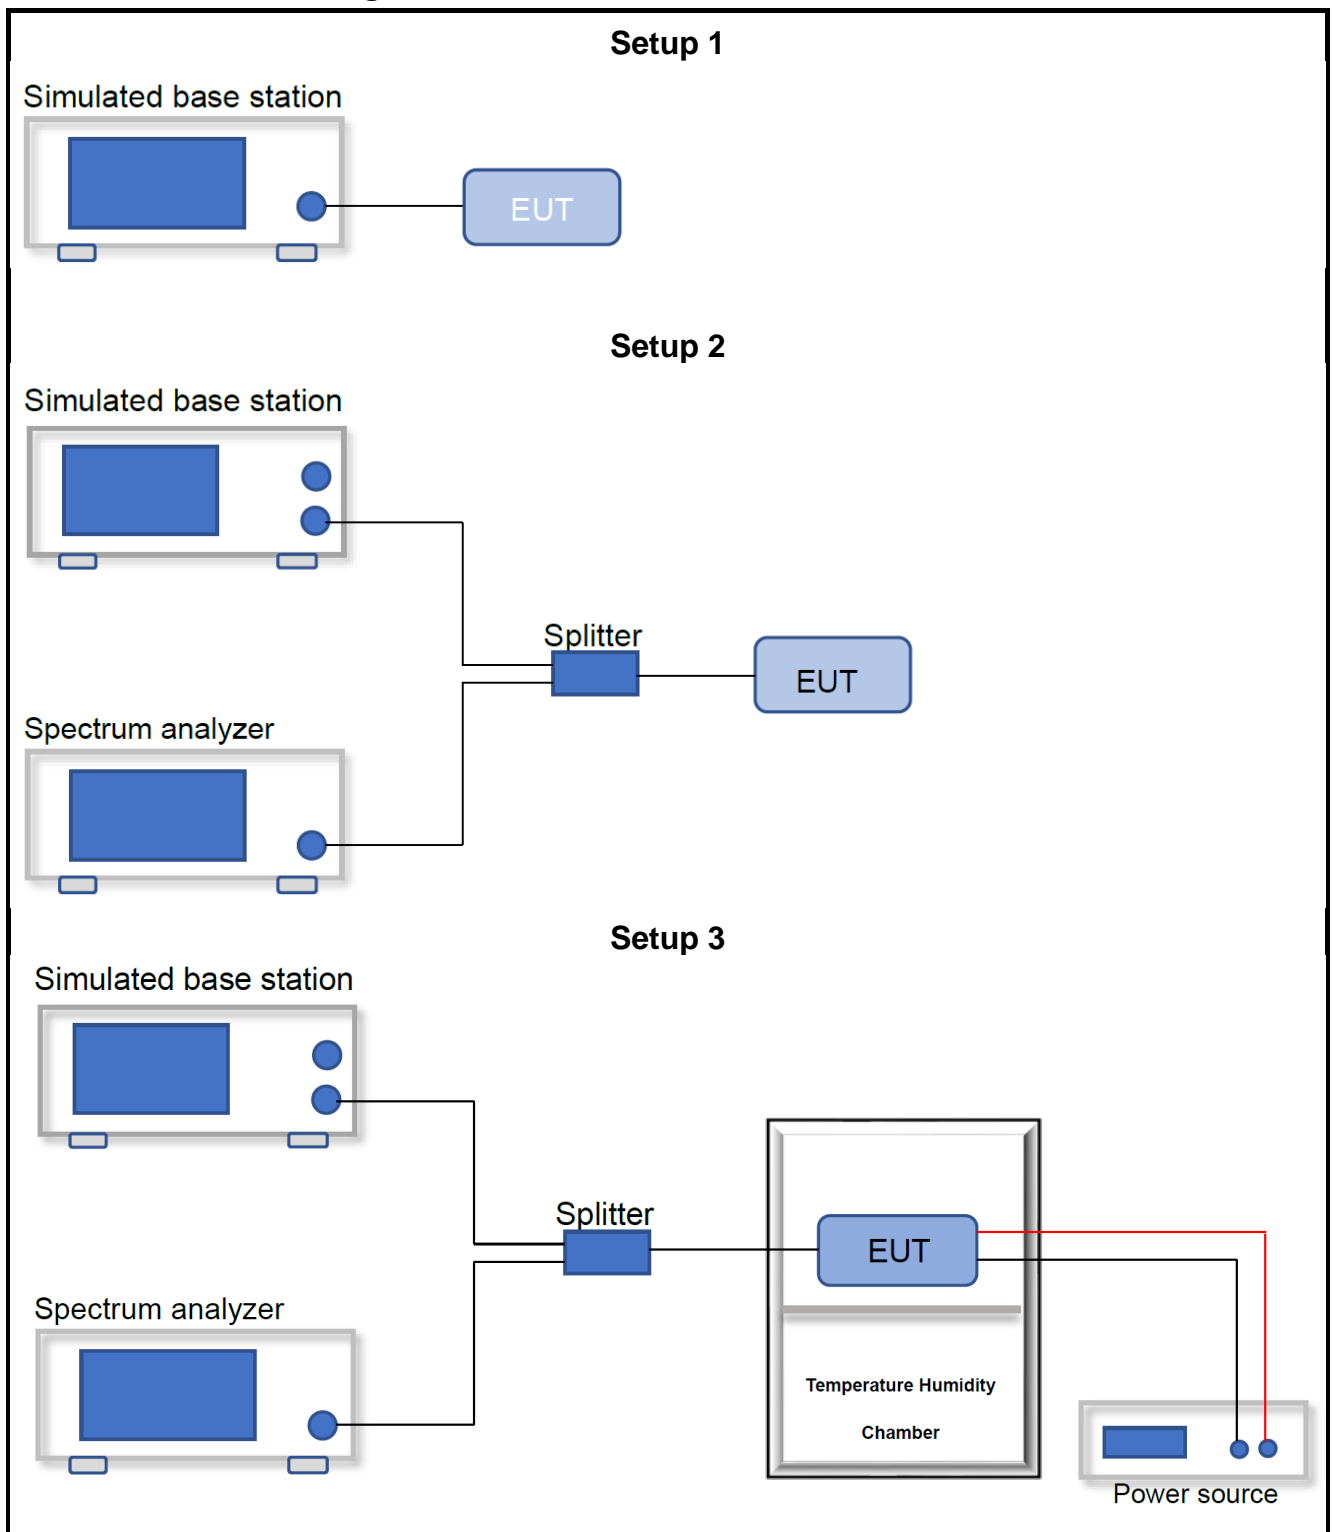 Setup 1
Simulated base station
EUT
Setup 2
Simulated base station
Splitter
EUT
Spectrum analyzer
Setup 3
Simulated base station
Splitter
EUT
Spectrum analyzer
Temperature Humidity
Chamber
Power source